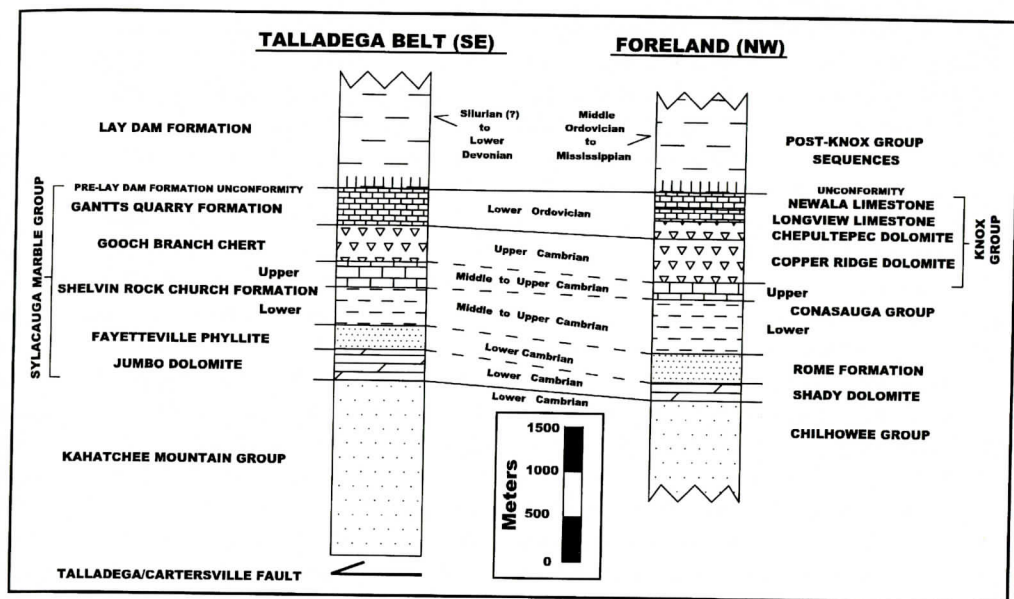 TALLADEGA BELT (SE)
FORELAND (NW)
LAY DAM FORMATION
Silurian (?)
to
Lower
Devonian
Middle
Ordovician
to
Mississippian
POST-KNOX GROUP
SEQUENCES
PRE-LAY DAM FORMATION UNCONFORMITY
GANTTS QUARRY FORMATION
GOOCH BRANCH CHERT
Upper
SHELVIN ROCK CHURCH FORMATION
Lower
FAYETTEVILLE PHYLLITE
JUMBO DOLOMITE
SYLACAUGA MARBLE GROUP
KAHATCHEE MOUNTAIN GROUP
TALLADEGA/CARTERSVILLE FAULT
Lower Ordovician
Upper Cambrian
Middle to Upper Cambrian
Middle to Upper Cambrian
Lower Cambrian
Lower Cambrian
Lower Cambrian
UNCONFORMITY
NEWALA LIMESTONE
LONGVIEW LIMESTONE
CHEPULTEPEC DOLOMITE
COPPER RIDGE DOLOMITE
KNOX
GROUP
Upper
CONASAUGA GROUP
Lower
ROME FORMATION
SHADY DOLOMITE
CHILHOWEE GROUP
Meters
1500
1000
500
0